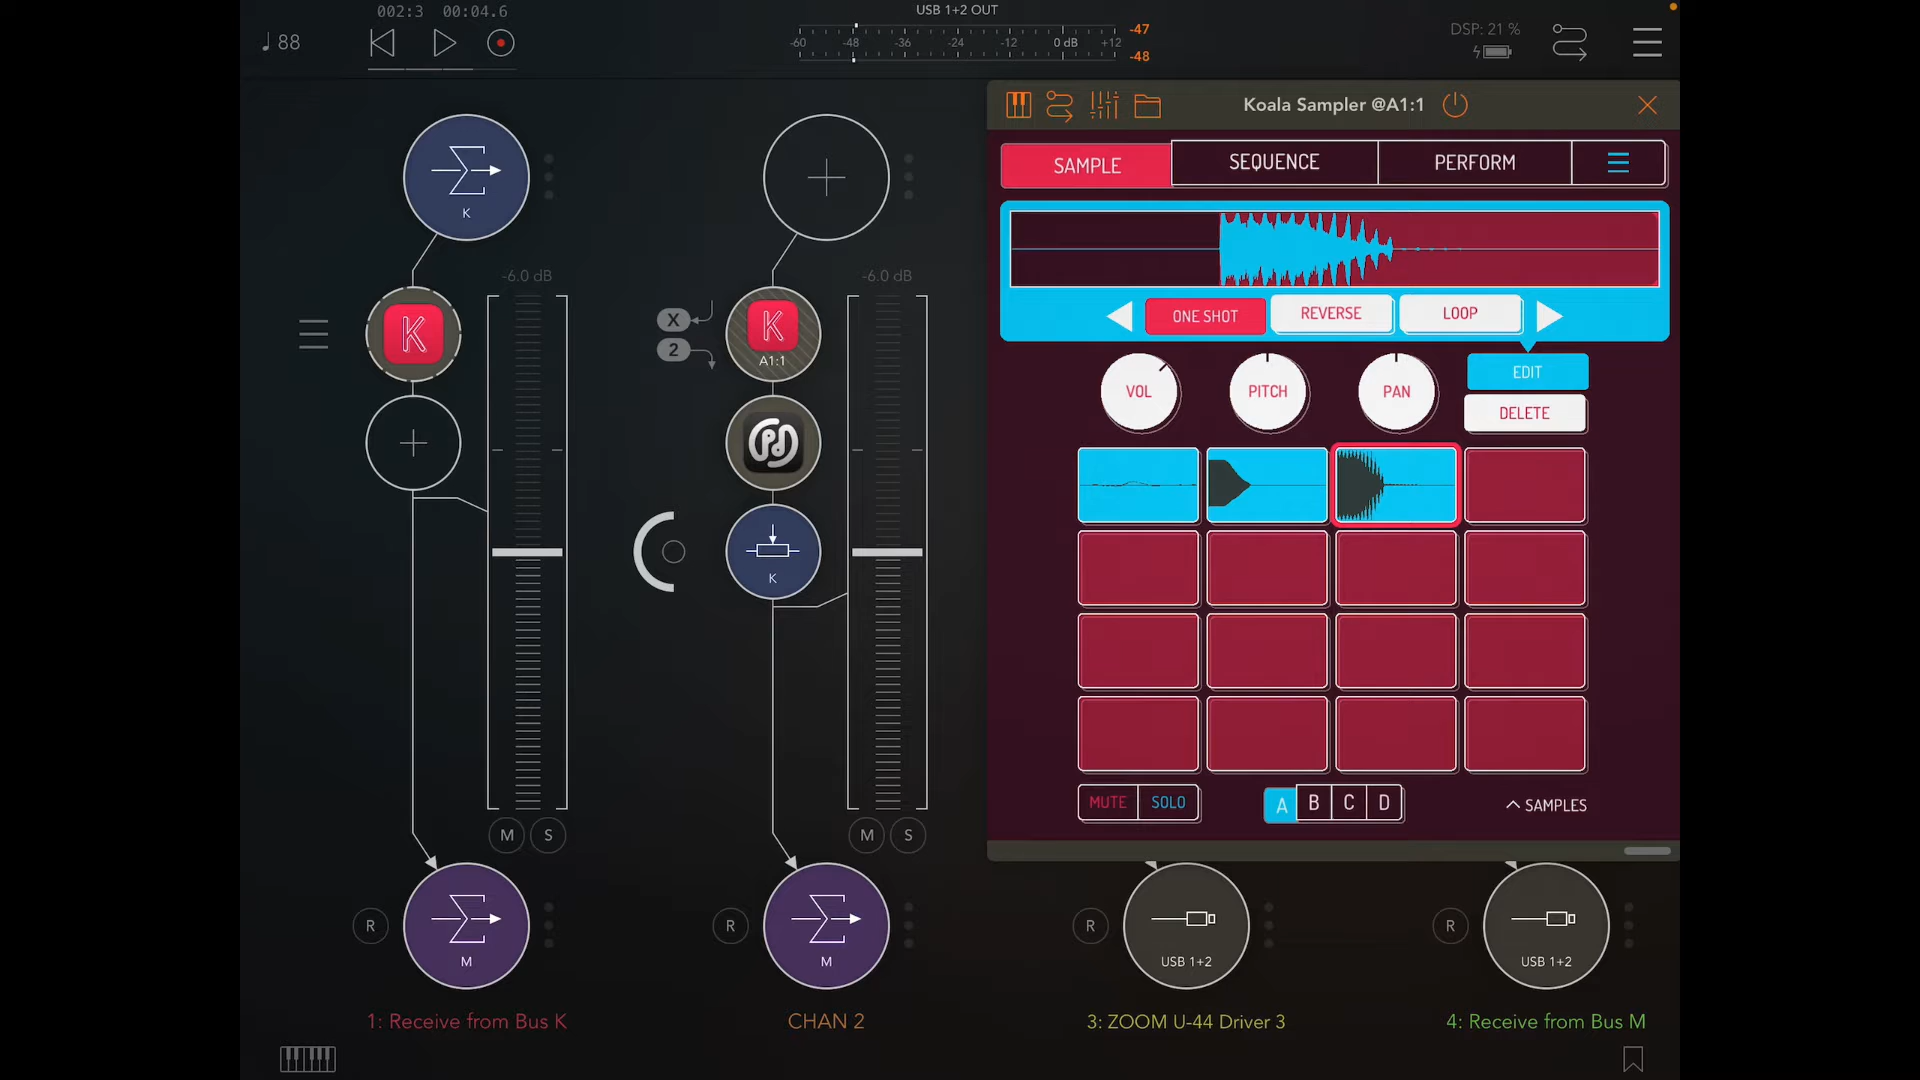 002:3 00:04.6
♩ 88
USB 1+2 OUT
-60 -48 -36 -24 -12 0 dB +12
-47
-48
DSP: 21 %
Koala Sampler @A1:1
SAMPLE SEQUENCE PERFORM
ONE SHOT REVERSE LOOP
VOL PITCH PAN
EDIT
DELETE
MUTE SOLO
A B C D
SAMPLES
K
-6.0 dB
-6.0 dB
K
X
2
K
A1:1
K
M S
M S
R
M
R
M
R
USB 1+2
R
USB 1+2
1: Receive from Bus K
CHAN 2
3: ZOOM U-44 Driver 3
4: Receive from Bus M